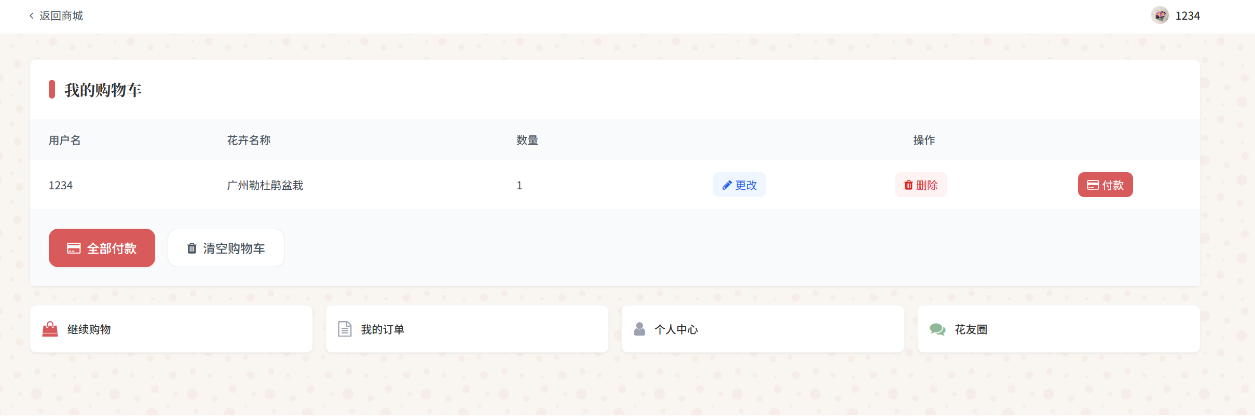 返回商城
1234
我的购物车
用户名 花卉名称 数量 操作
1234 广州勒杜鹃盆栽 1 更改 删除 付款
全部付款 清空购物车
继续购物 我的订单 个人中心 花友圈